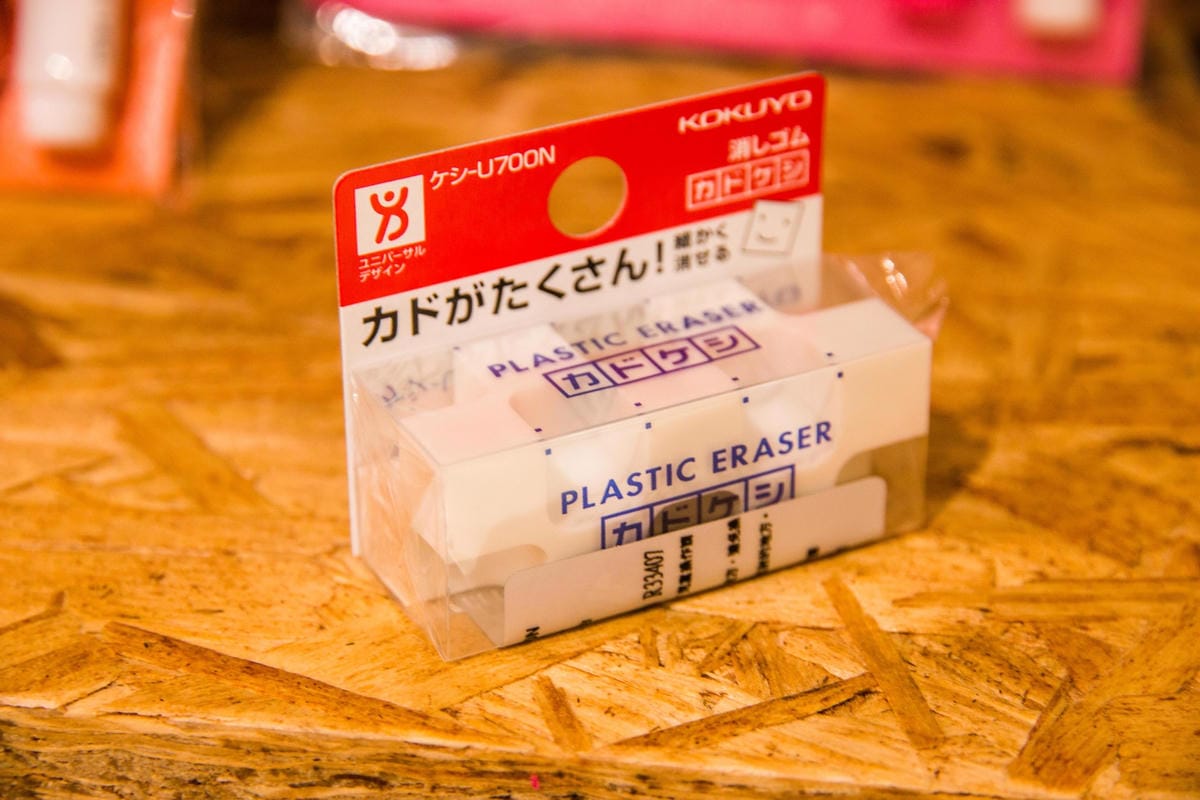 ケシ-U700N
KOKUYO
消しゴム
カドケシ
ユニバーサル
デザイン
カドがたくさん!
細かく
消せる
PLASTIC ERASER
カドケシ
PLASTIC ERASER
カドケシ
R33407